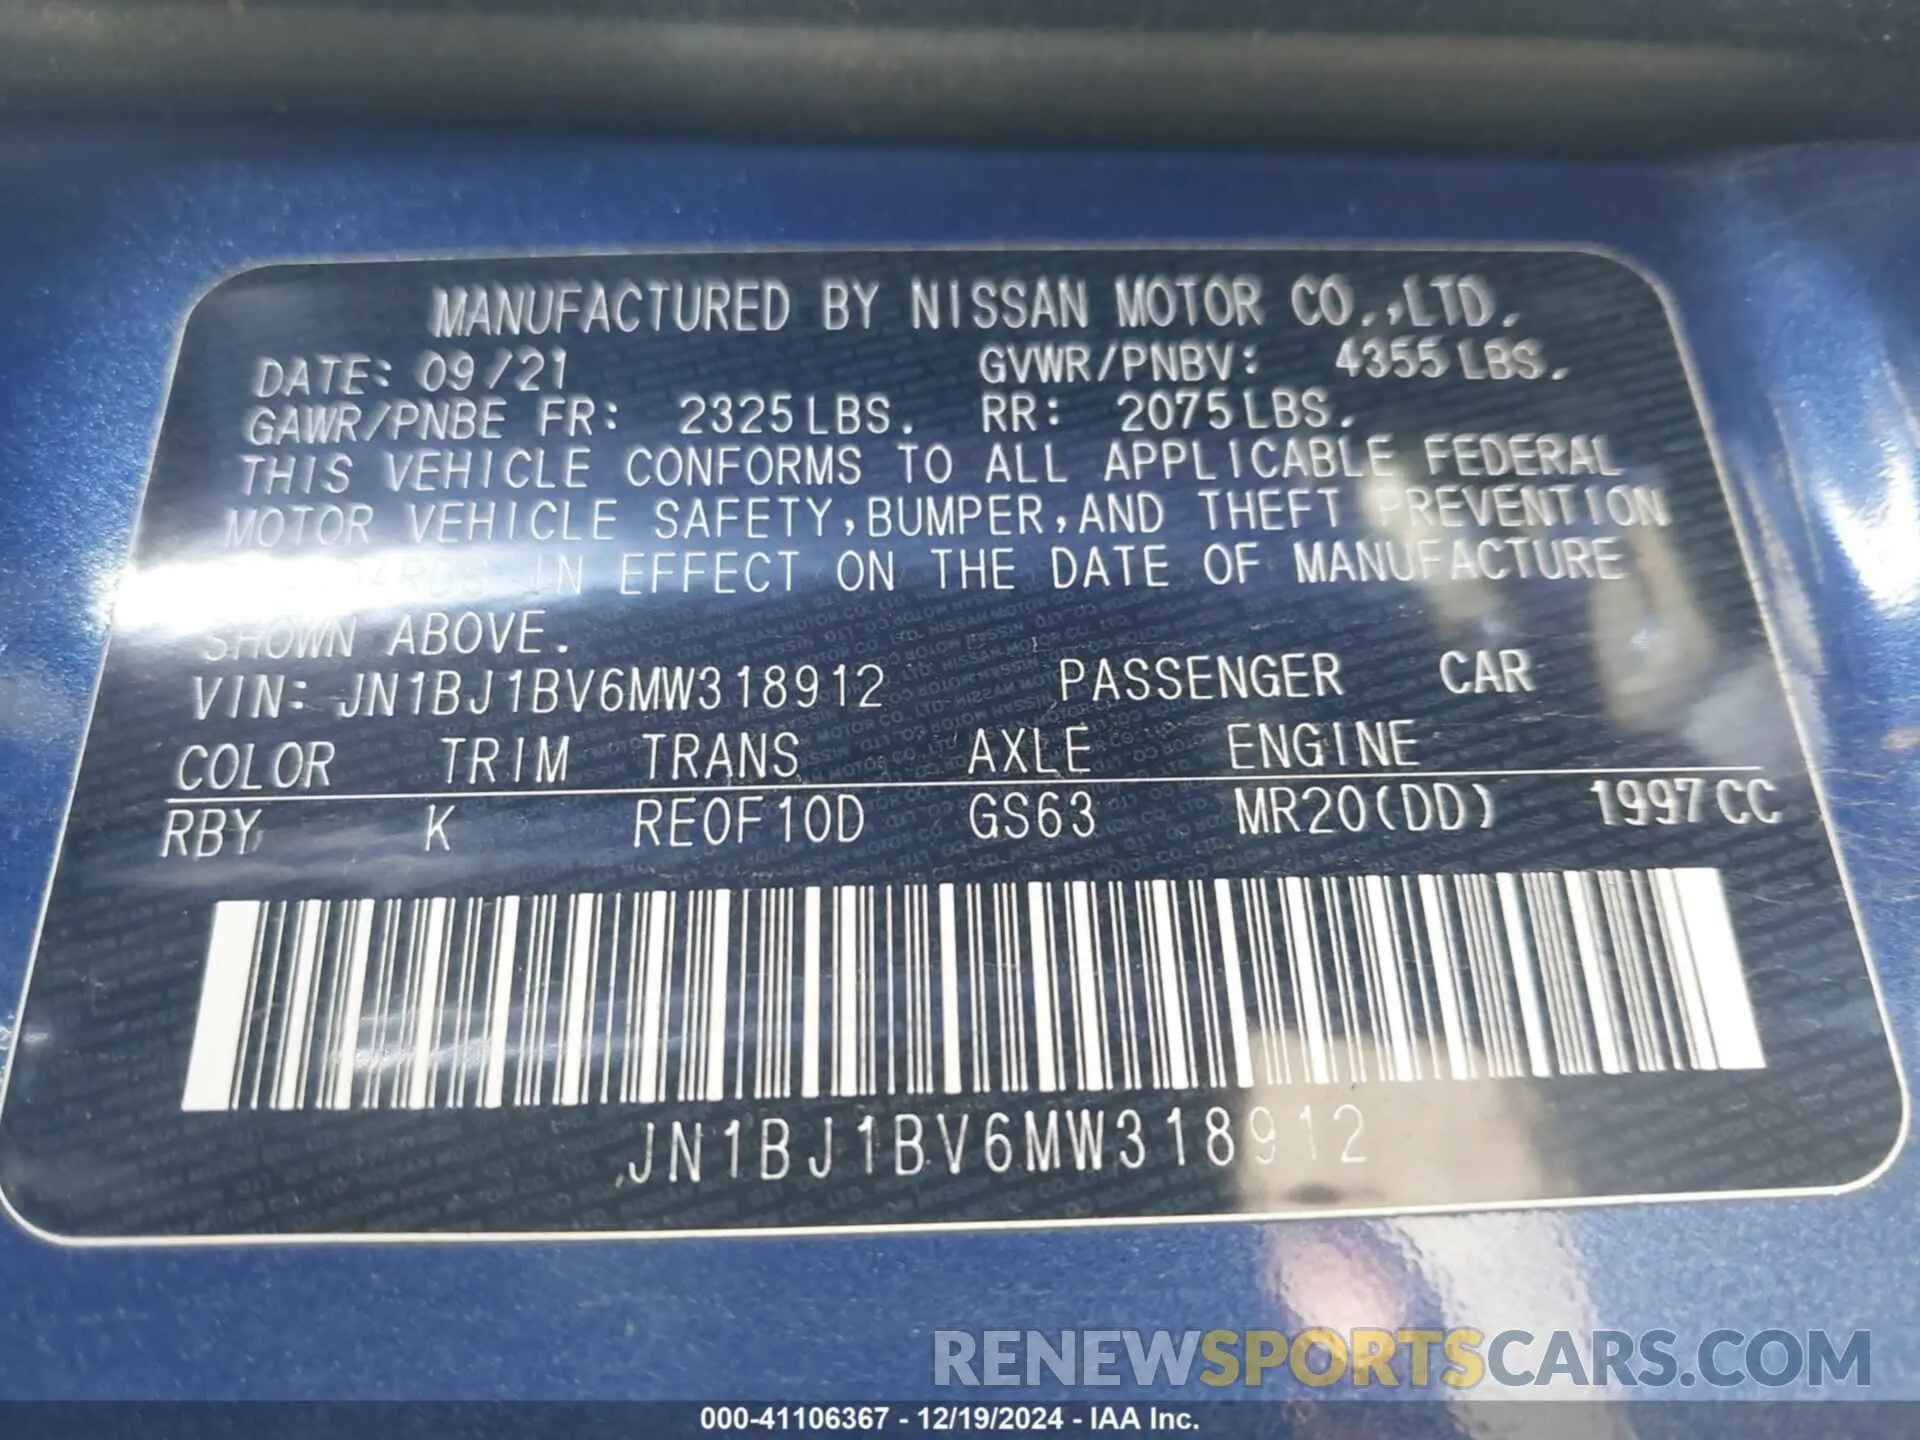 MANUFACTURED BY NISSAN MOTOR CO.,LTD.
DATE: 09/21 GVWR/PNBV: 4355LBS.
GAWR/PNBE FR: 2325LBS. RR: 2075LBS.
THIS VEHICLE CONFORMS TO ALL APPLICABLE FEDERAL
MOTOR VEHICLE SAFETY,BUMPER,AND THEFT PREVENTION
IN EFFECT ON THE DATE OF MANUFACTURE
SHOWN ABOVE.
VIN: JN1BJ1BV6MW318912 PASSENGER CAR
COLOR TRIM TRANS AXLE ENGINE
RBY K RE0F10D GS63 MR20(DD) 1997CC
JN1BJ1BV6MW318912
RENEWSPORTSCARS.COM
000-41106367 - 12/19/2024 - IAA Inc.